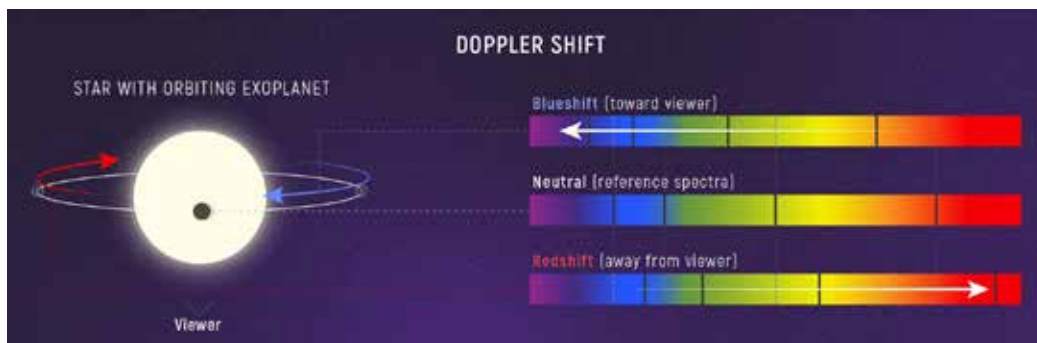 DOPPLER SHIFT
STAR WITH ORBITING EXOPLANET
Blueshift (toward viewer)
Neutral (reference spectra)
Redshift (away from viewer)
Viewer